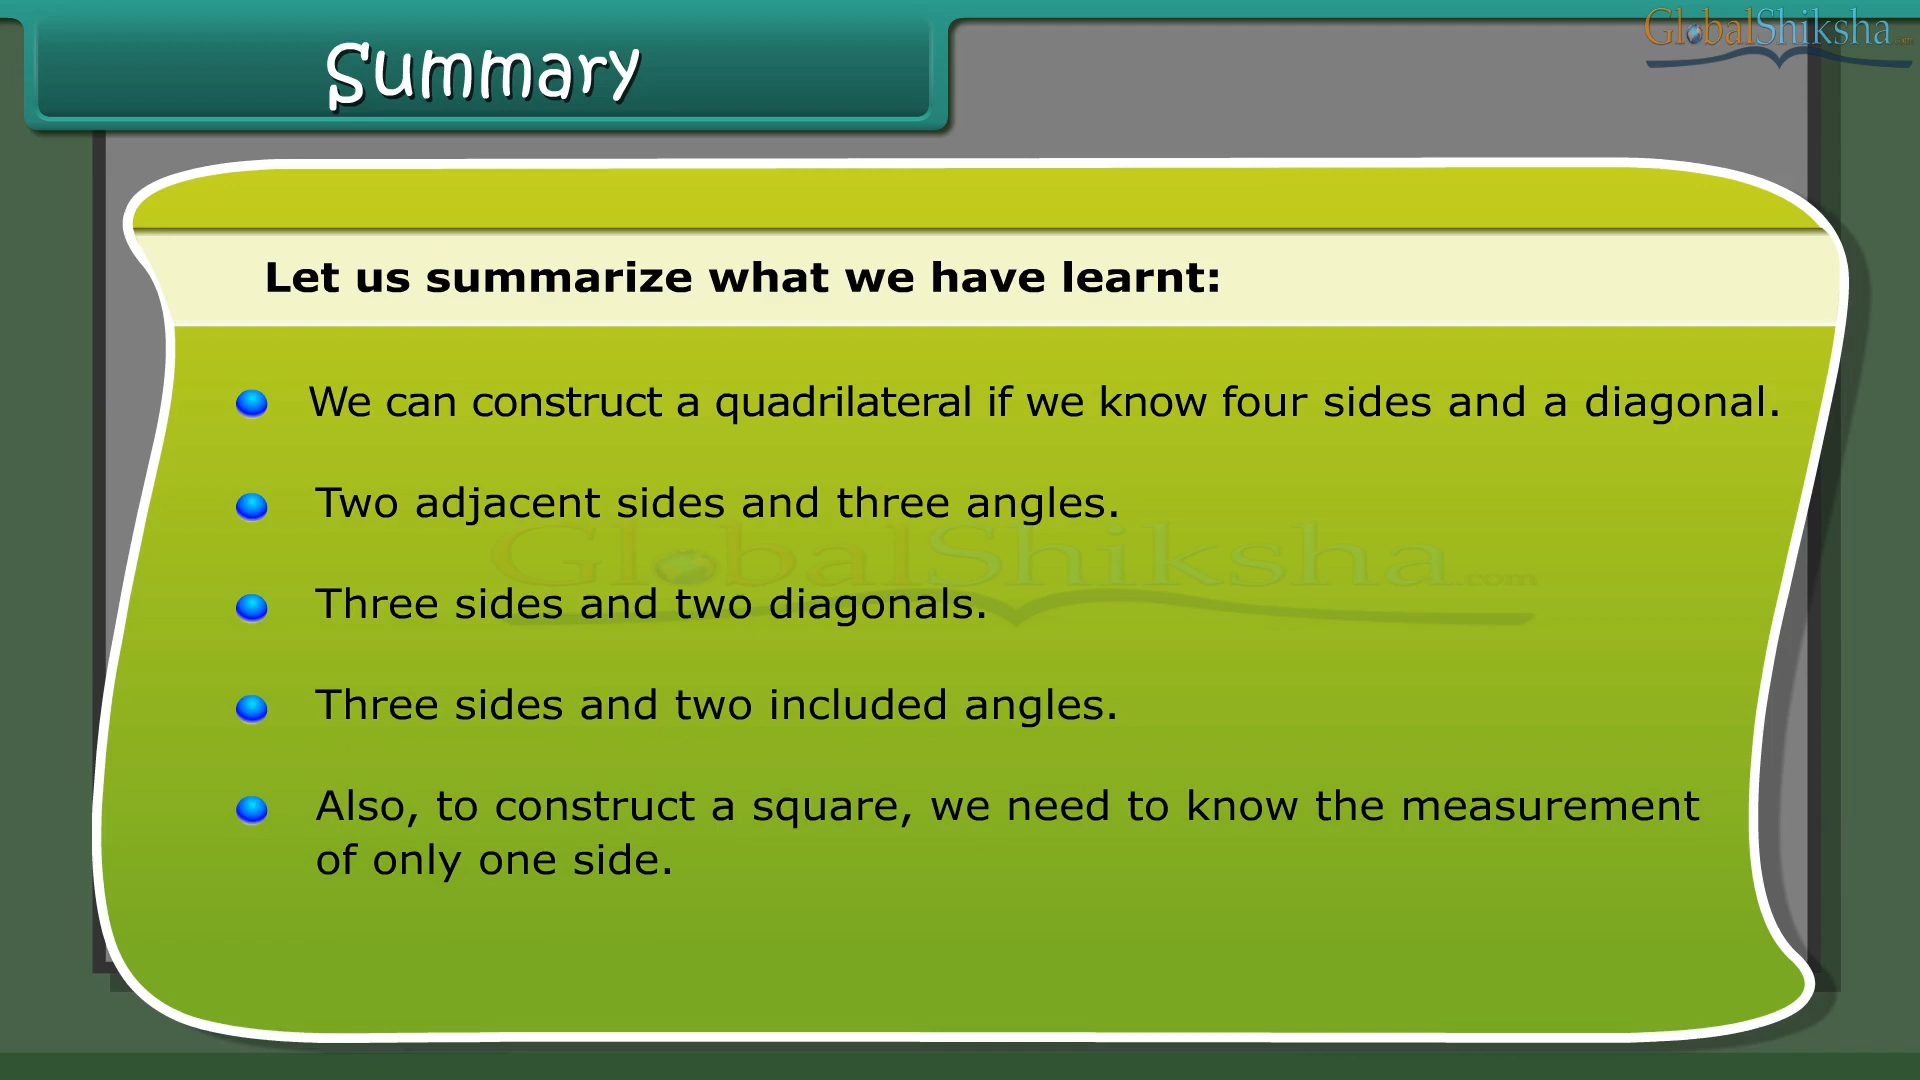 Summary
GlobalShiksha.com
Let us summarize what we have learnt:
We can construct a quadrilateral if we know four sides and a diagonal.
Two adjacent sides and three angles.
GlobalShiksha.com
Three sides and two diagonals.
Three sides and two included angles.
Also, to construct a square, we need to know the measurement
of only one side.